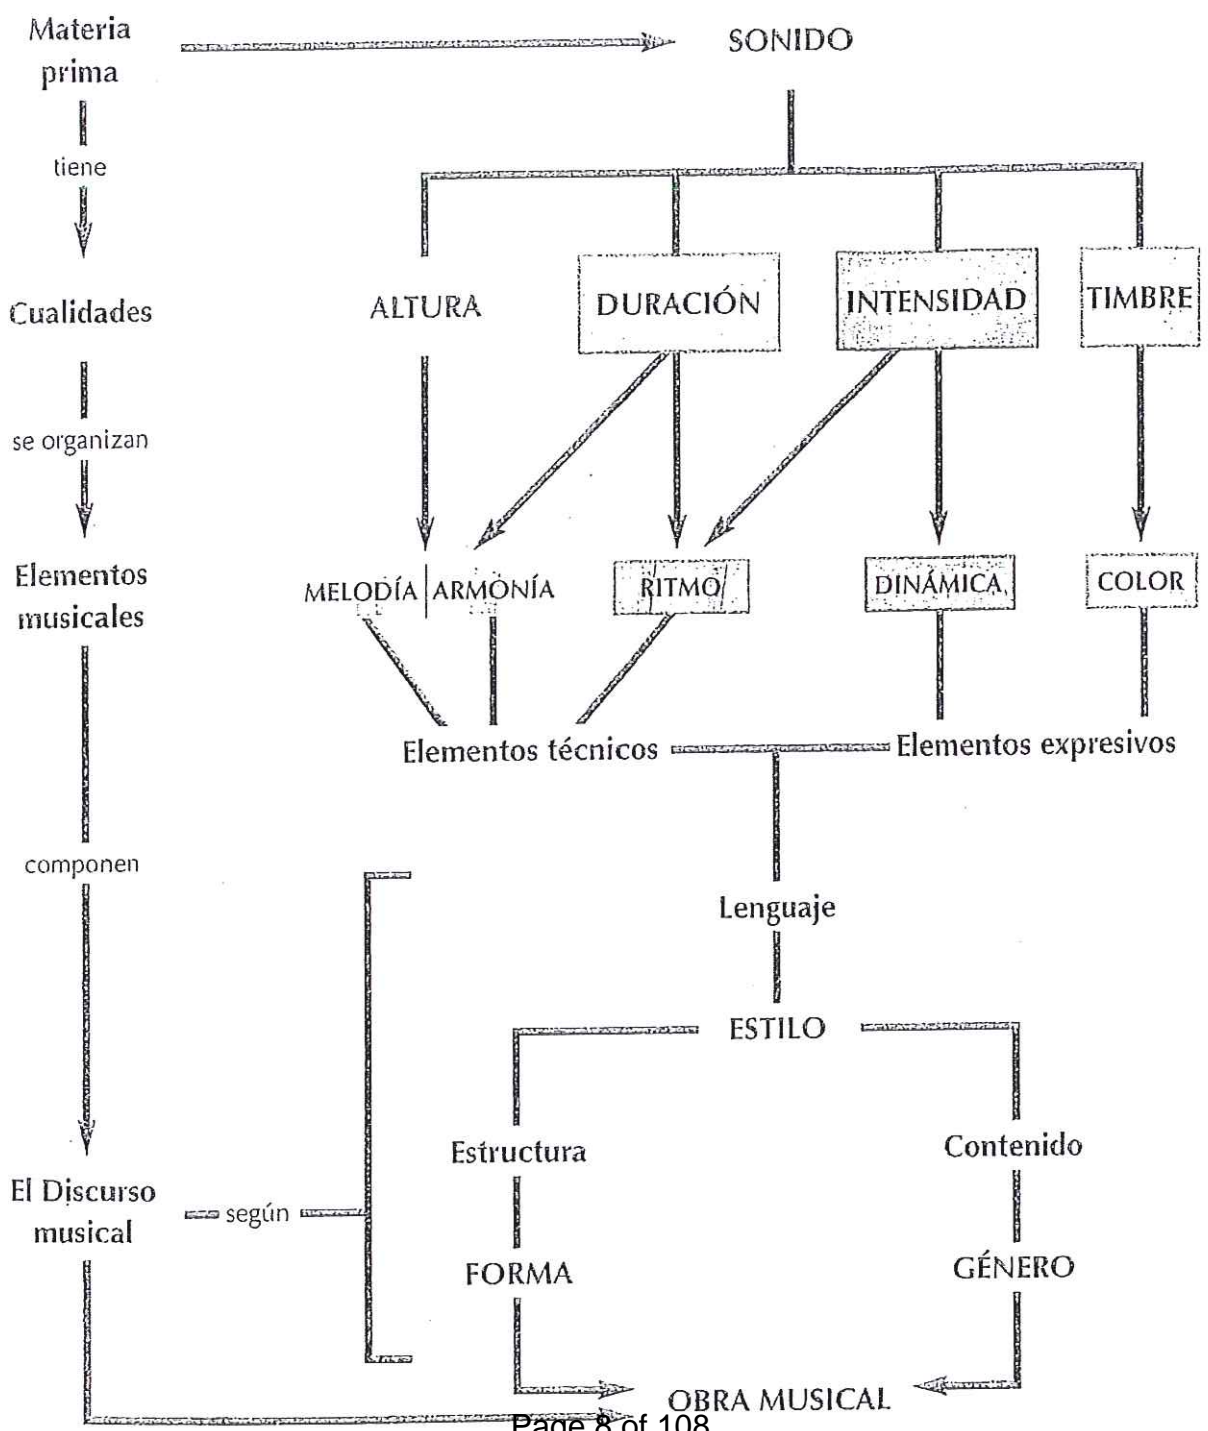 Materia
prima
SONIDO
tiene
Cualidades
ALTURA
DURACIÓN
INTENSIDAD
TIMBRE
se organizan
Elementos
musicales
MELODÍA
ARMONÍA
RITMO
DINÁMICA
COLOR
Elementos técnicos
Elementos expresivos
componen
Lenguaje
ESTILO
Estructura
Contenido
El Discurso
musical
según
FORMA
GÉNERO
OBRA MUSICAL
Page 8 of 108